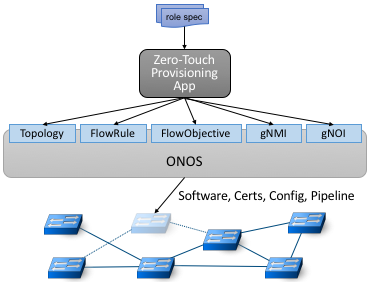 role spec
Zero-Touch
Provisioning
App
Topology FlowRule FlowObjective gNMI gNOI
ONOS
Software, Certs, Config, Pipeline